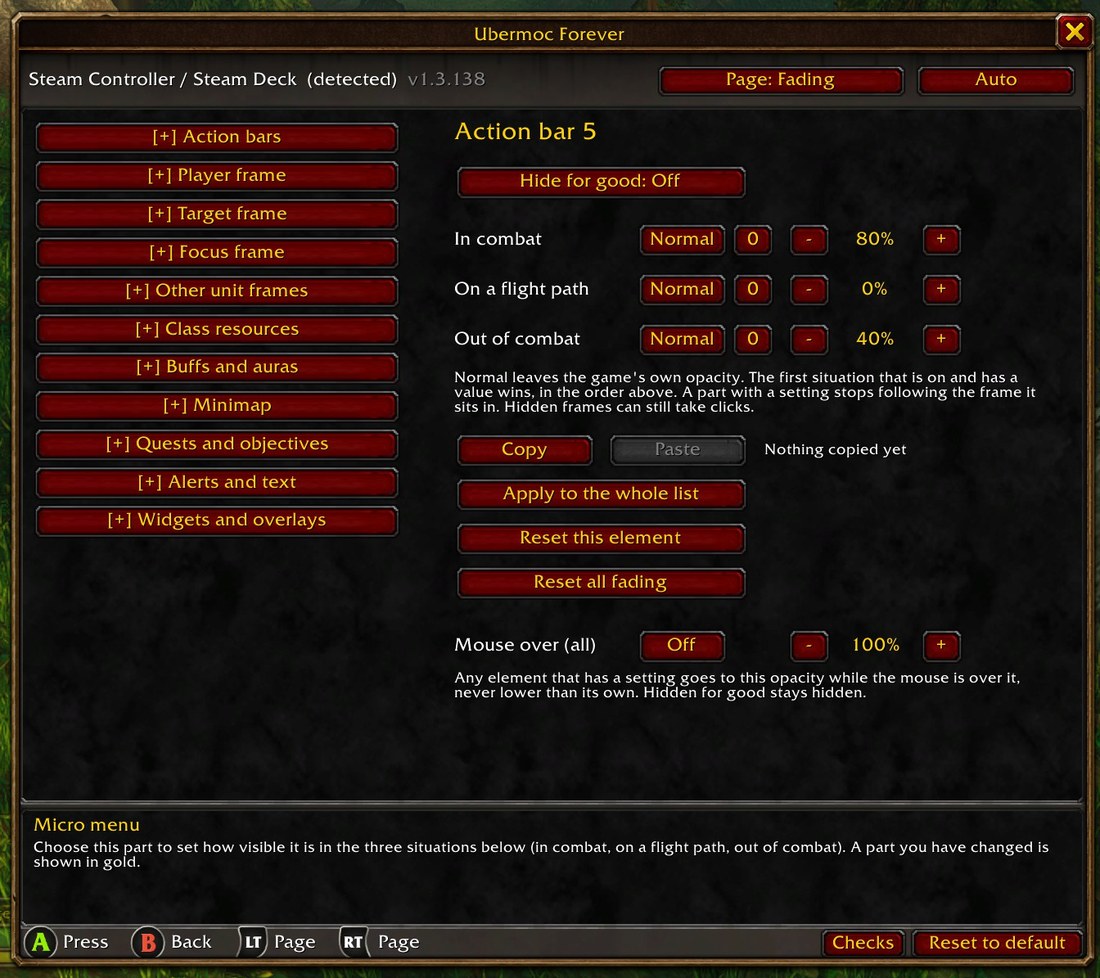 Ubermoc Forever
Steam Controller / Steam Deck (detected) v1.3.138
Page: Fading
Auto
[+] Action bars
[+] Player frame
[+] Target frame
[+] Focus frame
[+] Other unit frames
[+] Class resources
[+] Buffs and auras
[+] Minimap
[+] Quests and objectives
[+] Alerts and text
[+] Widgets and overlays
Action bar 5
Hide for good: Off
In combat Normal 0 - 80% +
On a flight path Normal 0 - 0% +
Out of combat Normal 0 - 40% +
Normal leaves the game's own opacity. The first situation that is on and has a
value wins, in the order above. A part with a setting stops following the frame it
sits in. Hidden frames can still take clicks.
Copy Paste Nothing copied yet
Apply to the whole list
Reset this element
Reset all fading
Mouse over (all) Off - 100% +
Any element that has a setting goes to this opacity while the mouse is over it,
never lower than its own. Hidden for good stays hidden.
Micro menu
Choose this part to set how visible it is in the three situations below (in combat, on a flight path, out of combat). A part you have changed is
shown in gold.
A Press B Back LT Page RT Page
Checks
Reset to default